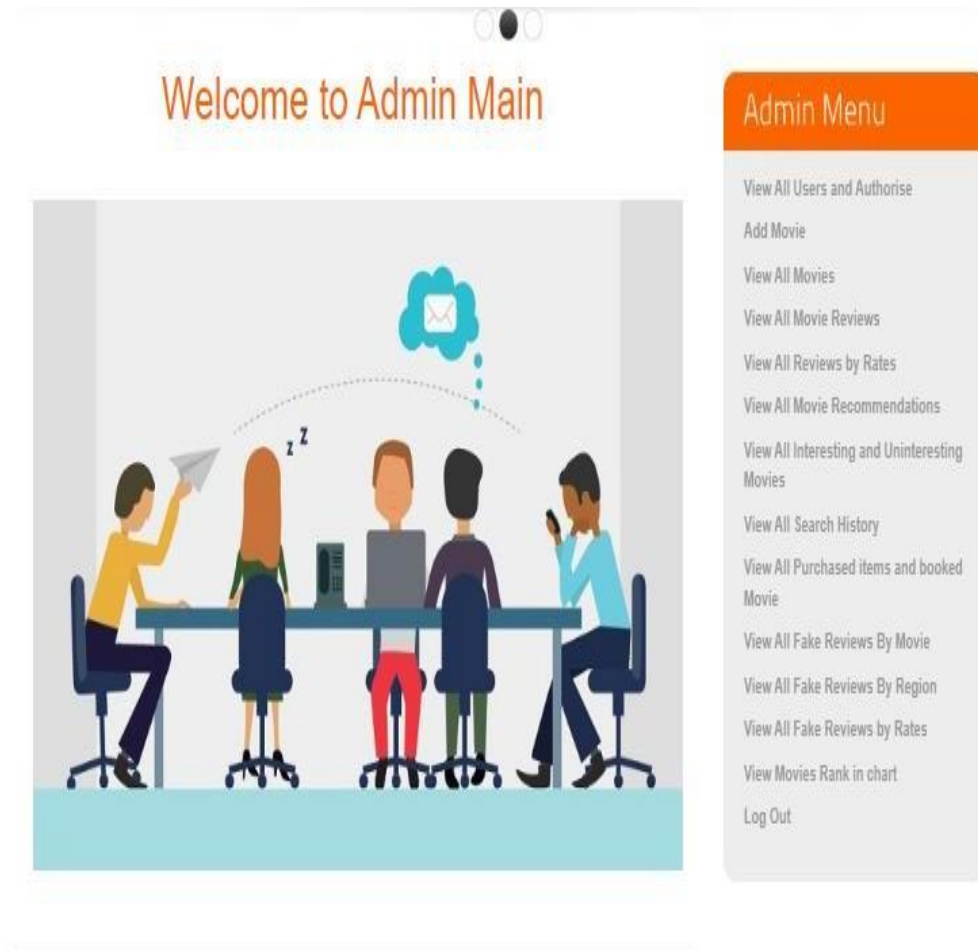 Welcome to Admin Main
z z
Admin Menu
View All Users and Authorise
Add Movie
View All Movies
View All Movie Reviews
View All Reviews by Rates
View All Movie Recommendations
View All Interesting and Uninteresting
Movies
View All Search History
View All Purchased items and booked
Movie
View All Fake Reviews By Movie
View All Fake Reviews By Region
View All Fake Reviews by Rates
View Movies Rank in chart
Log Out